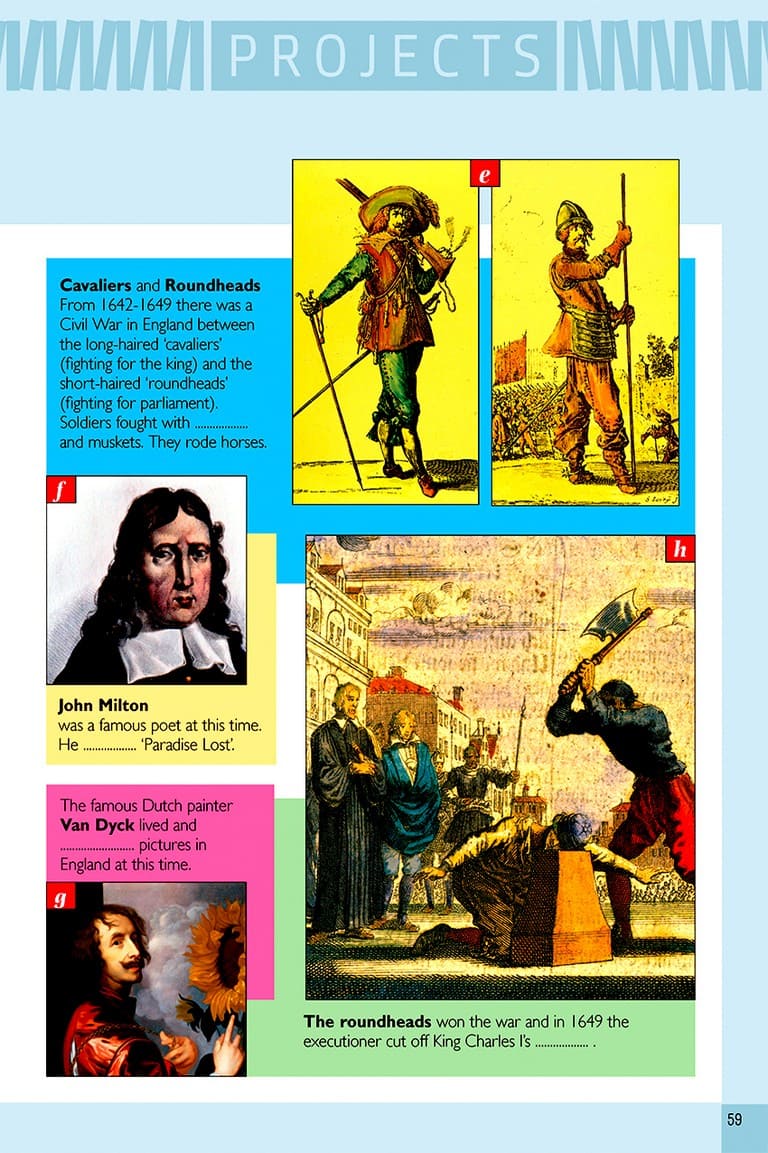 PROJECTS
e
Cavaliers and Roundheads
From 1642-1649 there was a
Civil War in England between
the long-haired ‘cavaliers’
(fighting for the king) and the
short-haired ‘roundheads’
(fighting for parliament).
Soldiers fought with ..................
and muskets. They rode horses.
f
h
John Milton
was a famous poet at this time.
He .................. ‘Paradise Lost’.
The famous Dutch painter
Van Dyck lived and
......................... pictures in
England at this time.
g
The roundheads won the war and in 1649 the
executioner cut off King Charles I’s .................. .
59